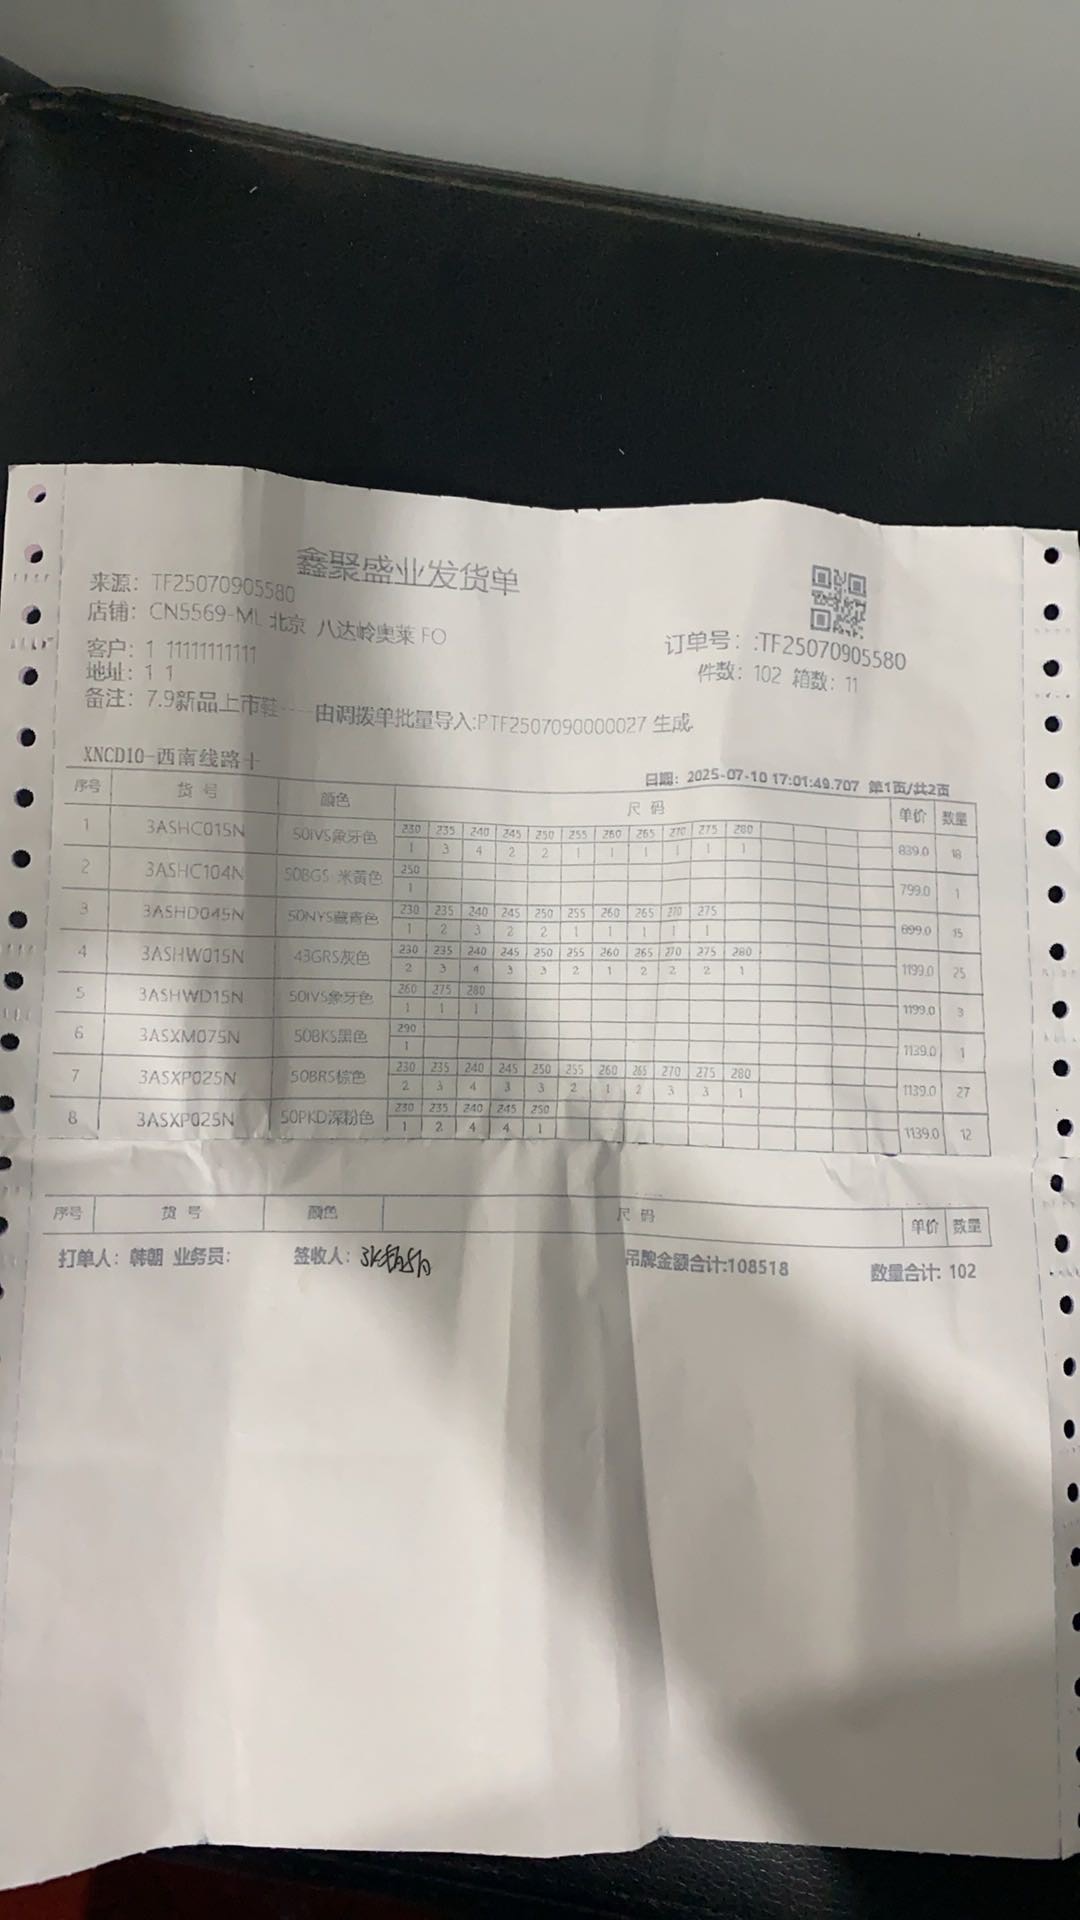 鑫聚盛业发货单
来源：TF25070905580
店铺：CN5569-ML 北京 八达岭奥莱 FO
订单号：:TF25070905580
客户：1 11111111111
件数：102 箱数：11
地址：1 1
备注：7.9新品上市鞋----由调拨单批量导入:PTF2507090000027 生成.
XNCD10-西南线路十
日期：2025-07-10 17:01:49.707 第1页/共2页
序号 货号 颜色 尺码 单价 数量
1 3ASHC015N 50IVS象牙色 230 235 240 245 250 255 260 265 270 275 280 839.0 18
1 3 4 2 2 1 1 1 1 1 1
2 3ASHC104N 50BGS 米黄色 250 799.0 1
1
3 3ASHD045N 50NYS藏青色 230 235 240 245 250 255 260 265 270 275 899.0 15
1 2 3 2 2 1 1 1 1 1
4 3ASHW015N 43GRS灰色 230 235 240 245 250 255 260 265 270 275 280 1199.0 25
2 3 4 3 3 2 1 2 2 2 1
5 3ASHWD15N 50IVS象牙色 260 275 280 1199.0 3
1 1 1
6 3ASXM075N 50BKS黑色 290 1139.0 1
1
7 3ASXP025N 50BRS棕色 230 235 240 245 250 255 260 265 270 275 280 1139.0 27
2 3 4 3 3 2 1 2 3 3 1
8 3ASXP025N 50PKD深粉色 230 235 240 245 250 1139.0 12
1 2 4 4 1
序号 货号 颜色 尺码 单价 数量
打单人：韩朝 业务员： 签收人： 吊牌金额合计:108518 数量合计: 102